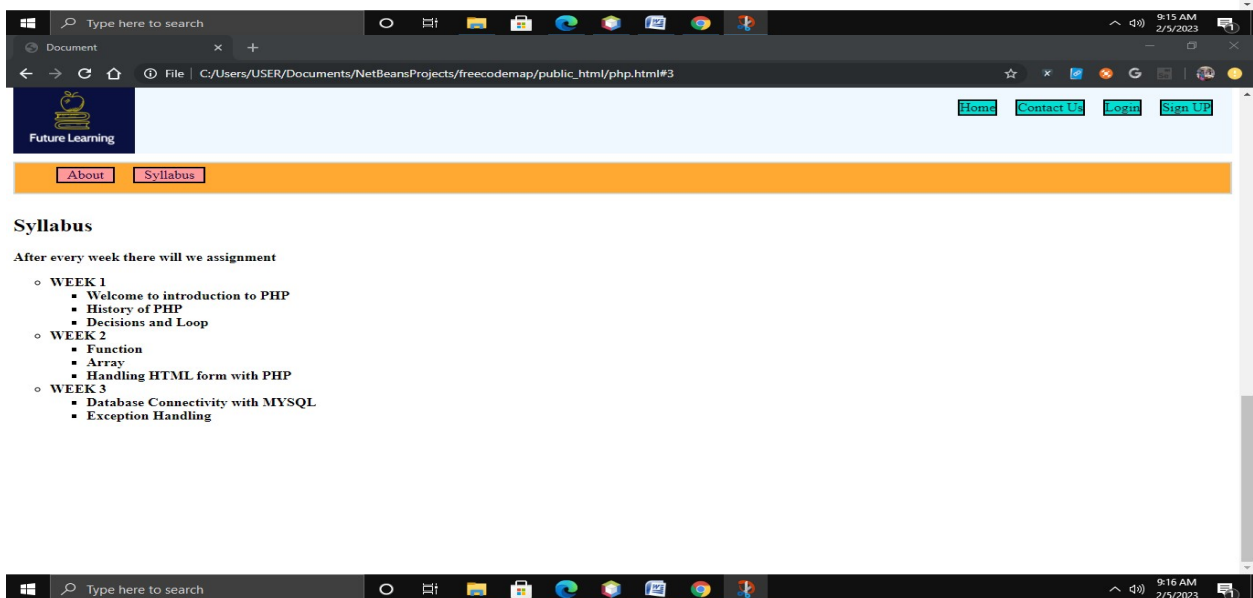 Type here to search
9:15 AM
2/5/2023
Document
File | C:/Users/USER/Documents/NetBeansProjects/freecodemap/public_html/php.html#3
G
Future Learning
Home Contact Us Login Sign UP
About Syllabus
Syllabus
After every week there will we assignment
WEEK 1
Welcome to introduction to PHP
History of PHP
Decisions and Loop
WEEK 2
Function
Array
Handling HTML form with PHP
WEEK 3
Database Connectivity with MYSQL
Exception Handling
Type here to search
9:16 AM
2/5/2023